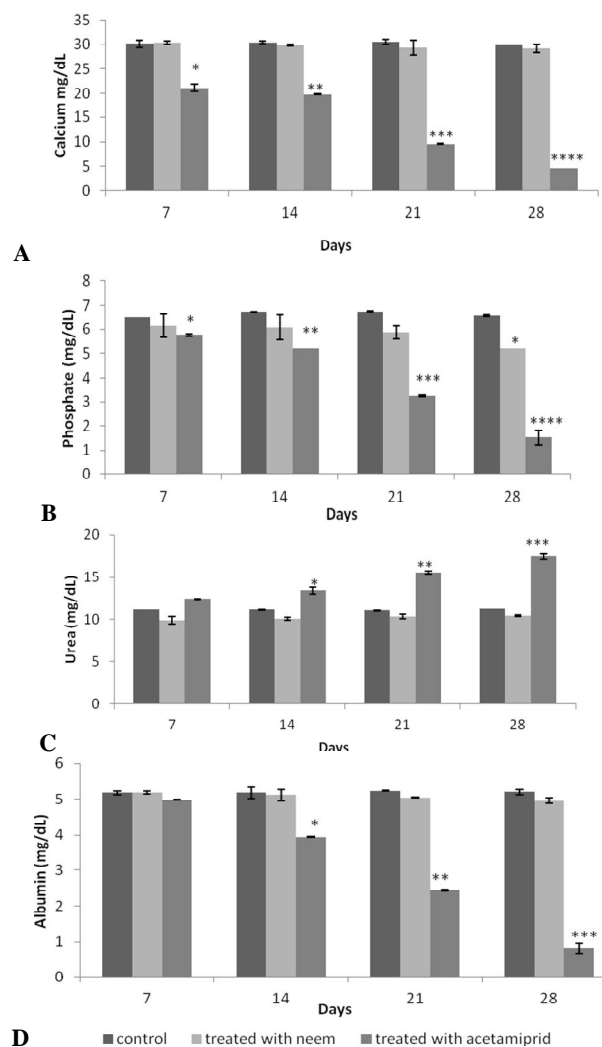 Calcium mg/dL
35
30
25
20
15
10
5
0
*
**
***
****
7 14 21 28
Days
A
Phosphate (mg/dL)
8
7
6
5
4
3
2
1
0
*
**
***
*
****
7 14 21 28
Days
B
Urea (mg/dL)
20
15
10
5
0
*
**
***
7 14 21 28
Days
C
Albumin (mg/dL)
6
5
4
3
2
1
0
*
**
***
7 14 21 28
Days
D
control treated with neem treated with acetamiprid